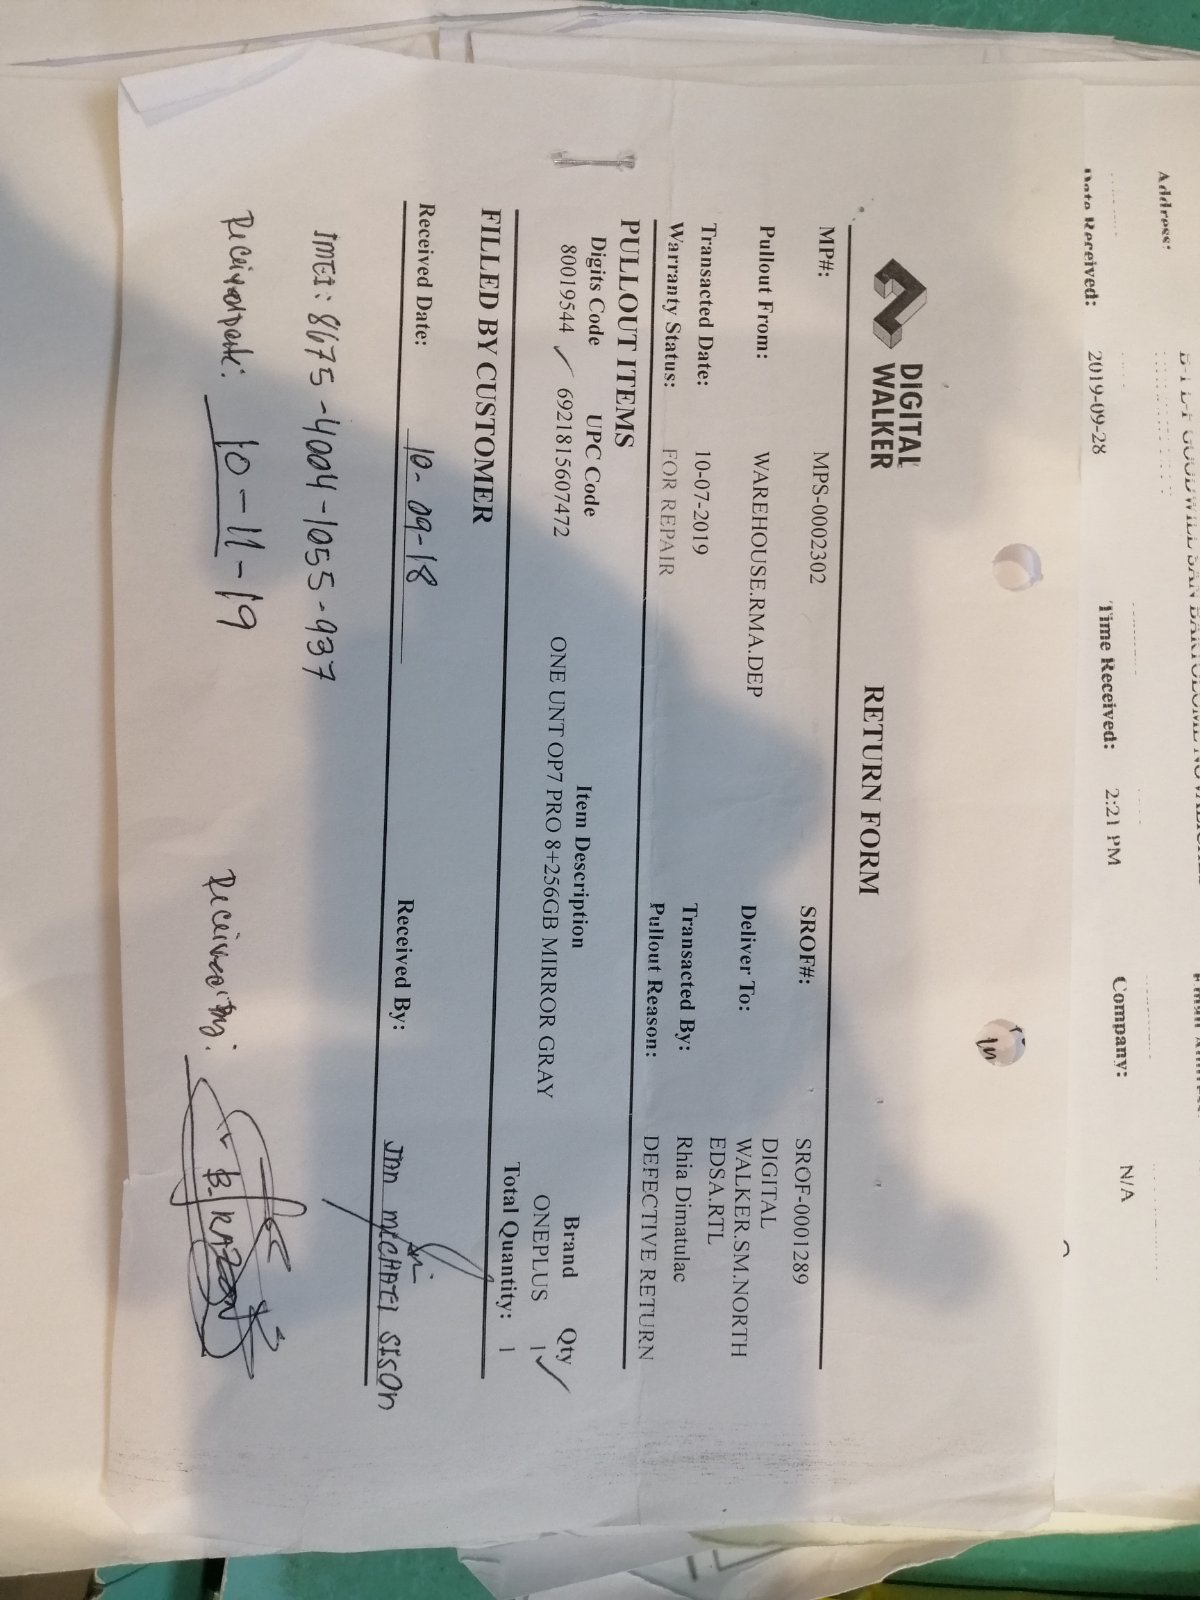 Address:
Date Received: 2019-09-28 Time Received: 2:21 PM Company: N/A
DIGITAL
WALKER
RETURN FORM
MP#: MPS-0002302 SROF#: SROF-0001289
Pullout From: WAREHOUSE.RMA.DEP Deliver To: DIGITAL
WALKER.SM.NORTH
EDSA.RTL
Transacted Date: 10-07-2019 Transacted By: Rhia Dimatulac
Warranty Status: FOR REPAIR Pullout Reason: DEFECTIVE RETURN
PULLOUT ITEMS
Digits Code UPC Code Item Description Brand Qty
80019544 6921815607472 ONE UNT OP7 PRO 8+256GB MIRROR GRAY ONEPLUS 1
Total Quantity: 1
FILLED BY CUSTOMER
Received Date: 10-09-18 Received By: JAN MICHAEL SISON
IMEI: 8675-4004-1055-937
10-11-19